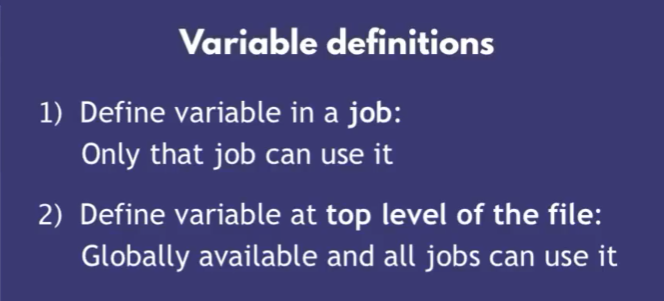 Variable definitions
1) Define variable in a job:
Only that job can use it
2) Define variable at top level of the file:
Globally available and all jobs can use it